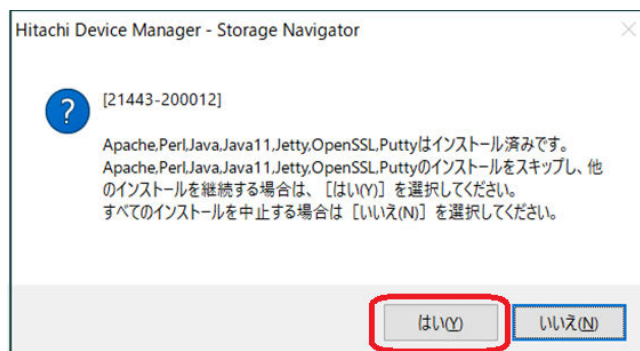 Hitachi Device Manager - Storage Navigator
[21443-200012]
Apache,Perl,Java,Java11,Jetty,OpenSSL,Puttyはインストール済みです。
Apache,Perl,Java,Java11,Jetty,OpenSSL,Puttyのインストールをスキップし、他
のインストールを継続する場合は、［はい(Y)］を選択してください。
すべてのインストールを中止する場合は［いいえ(N)］を選択してください。
はい(Y)
いいえ(N)